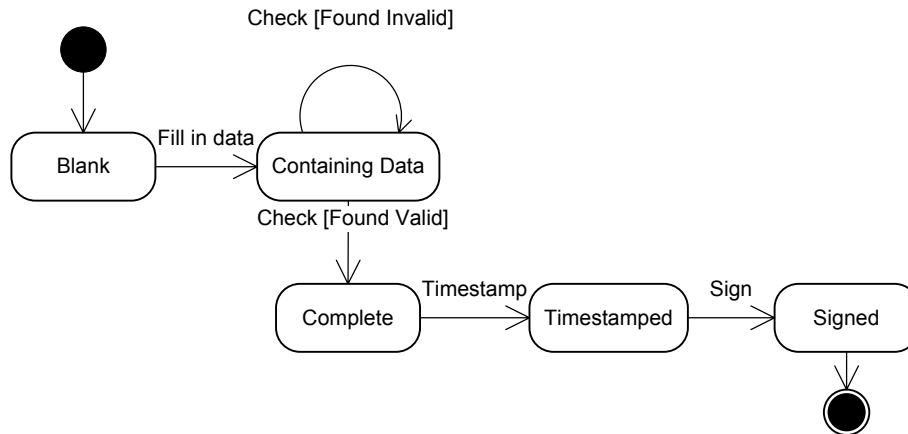 Check [Found Invalid]
Fill in data
Blank
Containing Data
Check [Found Valid]
Timestamp
Sign
Complete
Timestamped
Signed